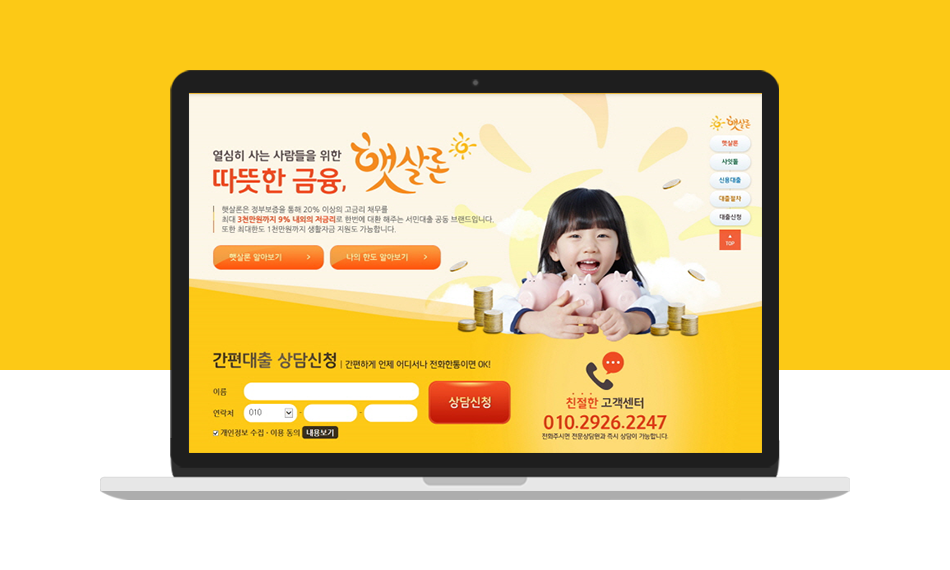 열심히 사는 사람들을 위한
따뜻한 금융, 햇살론
햇살론은 정부보증을 통해 20% 이상의 고금리 채무를
최대 3천만원까지 9% 내외의 저금리로 한번에 대환 해주는 서민대출 공동 브랜드입니다.
또한 최대한도 1천만원까지 생활자금 지원도 가능합니다.
햇살론 알아보기 >
나의 한도 알아보기 >
햇살론
햇살론
사잇돌
신용대출
대출절차
대출신청
TOP
간편대출 상담신청 | 간편하게 언제 어디서나 전화한통이면 OK!
이름
연락처 010 - -
개인정보 수집 · 이용 동의 내용보기
상담신청
친절한 고객센터
010.2926.2247
전화주시면 전문상담원과 즉시 상담이 가능합니다.